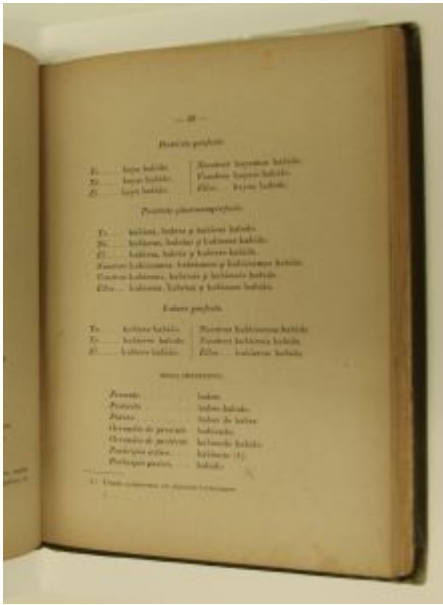 Pretérito perfecto.
Yo..... haya habido.
Tú..... hayas habido.
Él..... haya habido.
Nosotros hayamos habido.
Vosotros hayáis habido.
Ellos.... hayan habido.
Pretérito pluscuamperfecto.
Yo..... hubiera, habría y hubiese habido.
Tú..... hubieras, habrías y hubieses habido.
Él..... hubiera, habría y hubiese habido.
Nosotros hubiéramos, habríamos y hubiésemos habido.
Vosotros hubierais, habríais y hubieseis habido.
Ellos.... hubieran, habrían y hubiesen habido.
Futuro perfecto.
Yo..... hubiere habido.
Tú..... hubieres habido.
Él..... hubiere habido.
Nosotros hubiéremos habido.
Vosotros hubiereis habido.
Ellos.... hubieren habido.
MODO INFINITIVO.
Presente........ haber
Pretérito........ haber habido.
Futuro.......... haber de haber
Gerundio de presente habiendo.
Gerundio de pretérito. habiendo habido.
Participio activo.... habiente (1).
Participio pasivo.... habido.